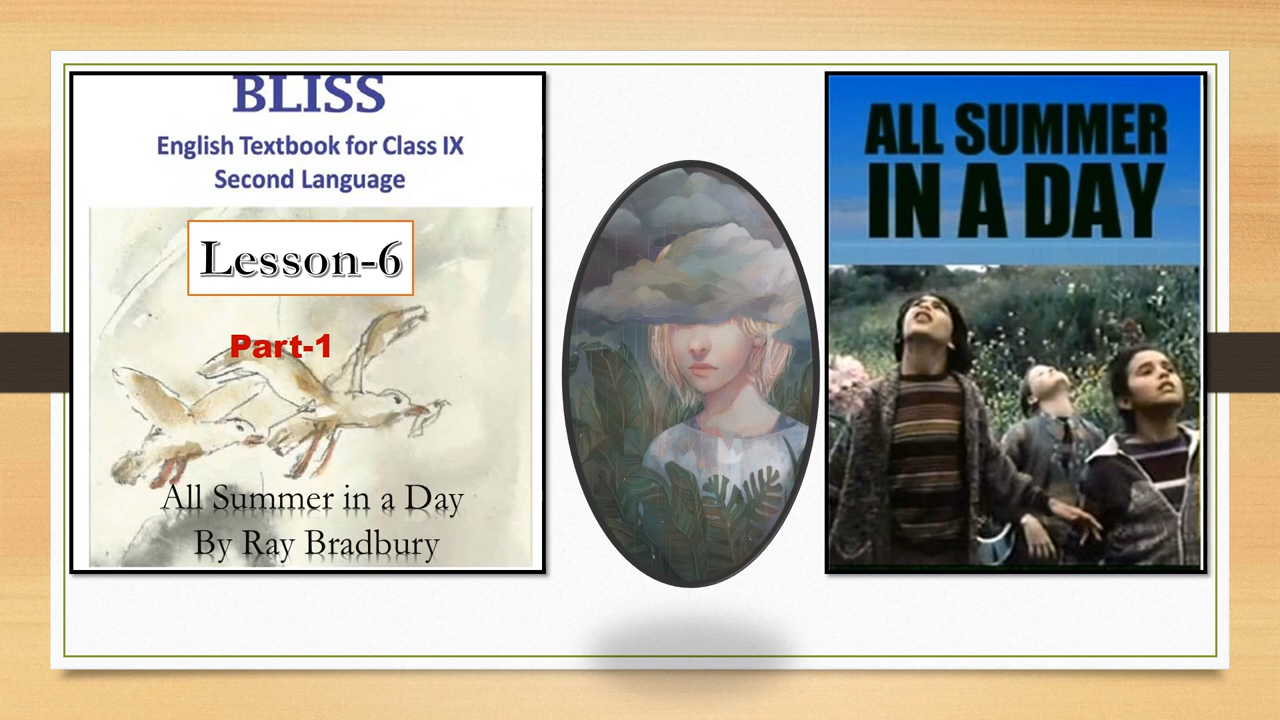 BLISS
English Textbook for Class IX
Second Language
Lesson-6
Part-1
All Summer in a Day
By Ray Bradbury
ALL SUMMER
IN A DAY